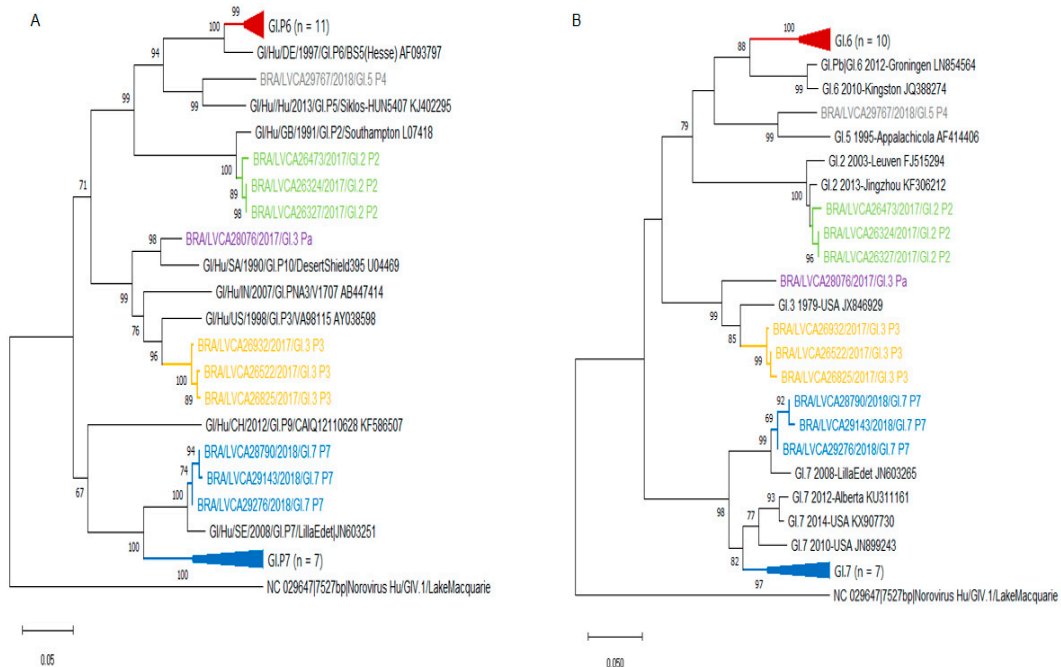 A
99
GI.P6 (n = 11)
100
GI/Hu/DE/1997/GI.P6/BS5(Hesse) AF093797
94
BRA/LVCA29767/2018/GI.5 P4
99
GI/Hu//Hu/2013/GI.P5/Siklos-HUN5407 KJ402295
99
GI/Hu/GB/1991/GI.P2/Southampton L07418
BRA/LVCA26473/2017/GI.2 P2
100
BRA/LVCA26324/2017/GI.2 P2
89
BRA/LVCA26327/2017/GI.2 P2
98
71
BRA/LVCA28076/2017/GI.3 Pa
98
GI/Hu/SA/1990/GI.P10/DesertShield395 U04469
99
GI/Hu/IN/2007/GI.PNA3/V1707 AB447414
76
GI/Hu/US/1998/GI.P3/VA98115 AY038598
96
BRA/LVCA26932/2017/GI.3 P3
BRA/LVCA26522/2017/GI.3 P3
100
BRA/LVCA26825/2017/GI.3 P3
89
GI/Hu/CH/2012/GI.P9/CAIQ12110628 KF586507
BRA/LVCA28790/2018/GI.7 P7
94
BRA/LVCA29143/2018/GI.7 P7
74
BRA/LVCA29276/2018/GI.7 P7
67
100
GI/Hu/SE/2008/GI.P7/LillaEdet|JN603251
100
GI.P7 (n = 7)
100
NC 029647|7527bp|Norovirus Hu/GIV.1/LakeMacquarie
0.05
B
100
GI.6 (n = 10)
88
GI.Pb|GI.6 2012-Groningen LN854564
GI.6 2010-Kingston JQ388274
99
BRA/LVCA29767/2018/GI.5 P4
79
GI.5 1995-Appalachicola AF414406
99
GI.2 2003-Leuven FJ515294
GI.2 2013-Jingzhou KF306212
100
BRA/LVCA26473/2017/GI.2 P2
BRA/LVCA26324/2017/GI.2 P2
BRA/LVCA26327/2017/GI.2 P2
96
BRA/LVCA28076/2017/GI.3 Pa
99
GI.3 1979-USA JX846929
85
BRA/LVCA26932/2017/GI.3 P3
BRA/LVCA26522/2017/GI.3 P3
99
BRA/LVCA26825/2017/GI.3 P3
92
BRA/LVCA28790/2018/GI.7 P7
69
BRA/LVCA29143/2018/GI.7 P7
99
BRA/LVCA29276/2018/GI.7 P7
GI.7 2008-LillaEdet JN603265
98
93
GI.7 2012-Alberta KU311161
77
GI.7 2014-USA KX907730
GI.7 2010-USA JN899243
82
GI.7 (n = 7)
97
NC 029647|7527bp|Norovirus Hu/GIV.1/LakeMacquarie
0.050